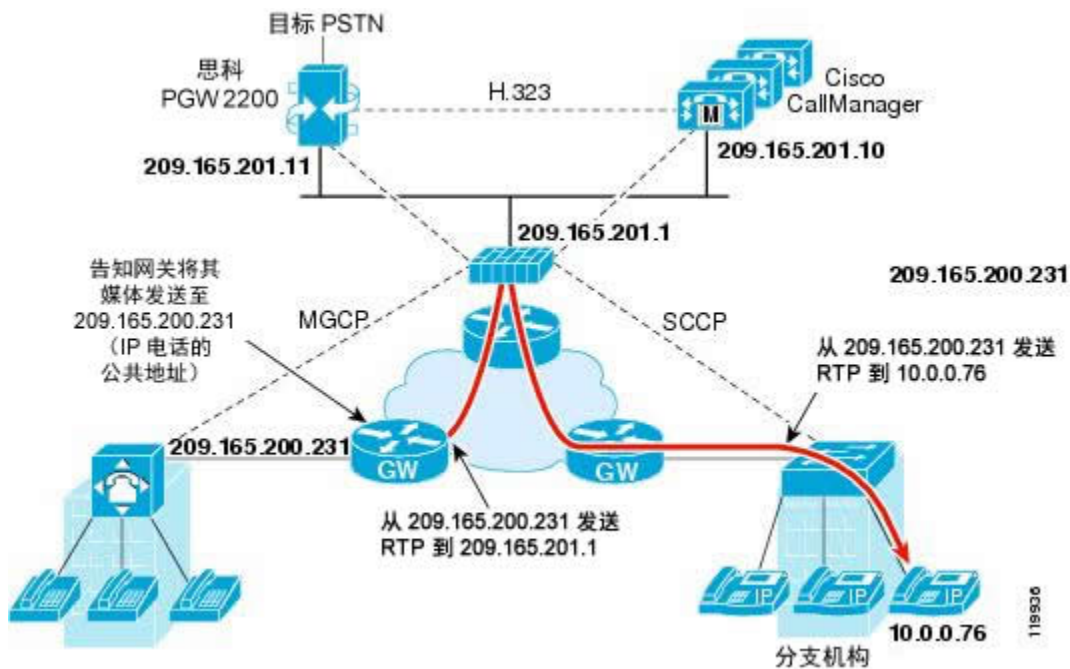 目标 PSTN
思科
PGW 2200
H.323
Cisco
CallManager
M
209.165.201.11
209.165.201.10
209.165.201.1
告知网关将其
媒体发送至
209.165.200.231
（IP 电话的
公共地址）
MGCP
SCCP
209.165.200.231
从 209.165.200.231 发送
RTP 到 10.0.0.76
209.165.200.231
GW
GW
从 209.165.200.231 发送
RTP 到 209.165.201.1
IP
IP
IP
10.0.0.76
分支机构
119936